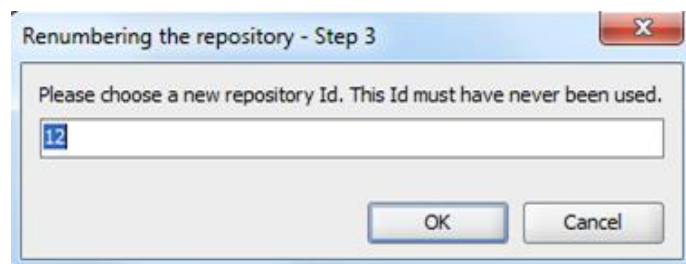 Renumbering the repository - Step 3
Please choose a new repository Id. This Id must have never been used.
12
OK Cancel